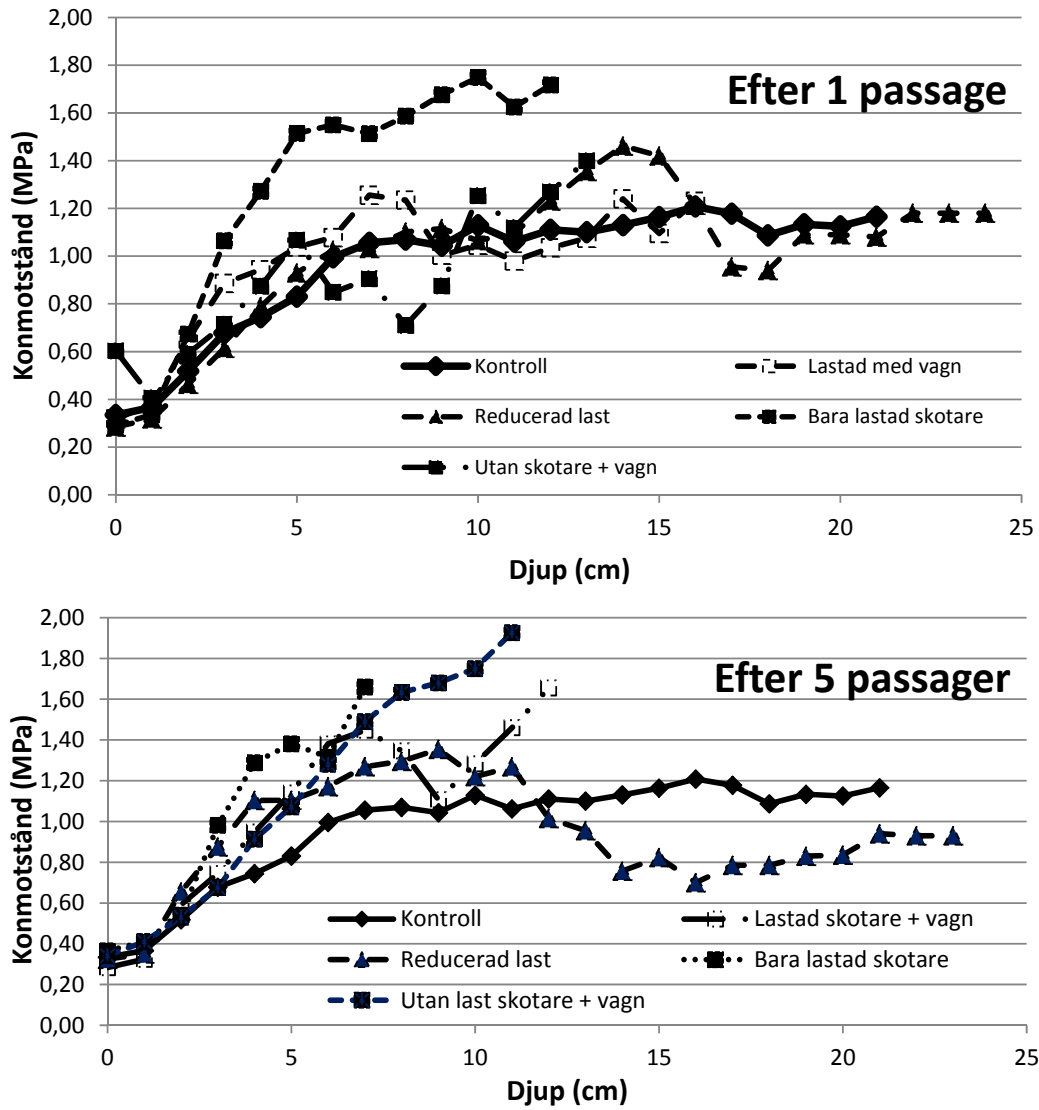 2,00
1,80
1,60
1,40
1,20
1,00
0,80
0,60
0,40
0,20
0,00
Konmotstånd (MPa)
Efter 1 passage
Kontroll
Lastad med vagn
Reducerad last
Bara lastad skotare
Utan skotare + vagn
0 5 10 15 20 25
Djup (cm)
2,00
1,80
1,60
1,40
1,20
1,00
0,80
0,60
0,40
0,20
0,00
Konmotstånd (MPa)
Efter 5 passager
Kontroll
Lastad skotare + vagn
Reducerad last
Bara lastad skotare
Utan last skotare + vagn
0 5 10 15 20 25
Djup (cm)